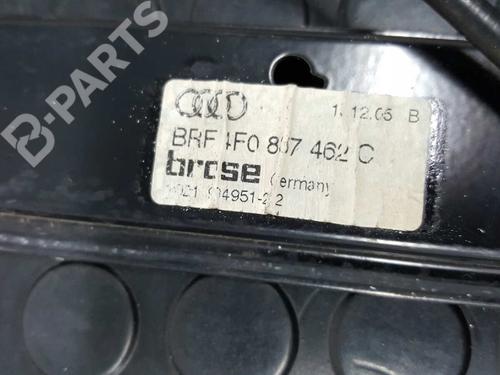 B-PARTS
1. 12.05 B
BRF 4F0 837 462 C
brose Germany